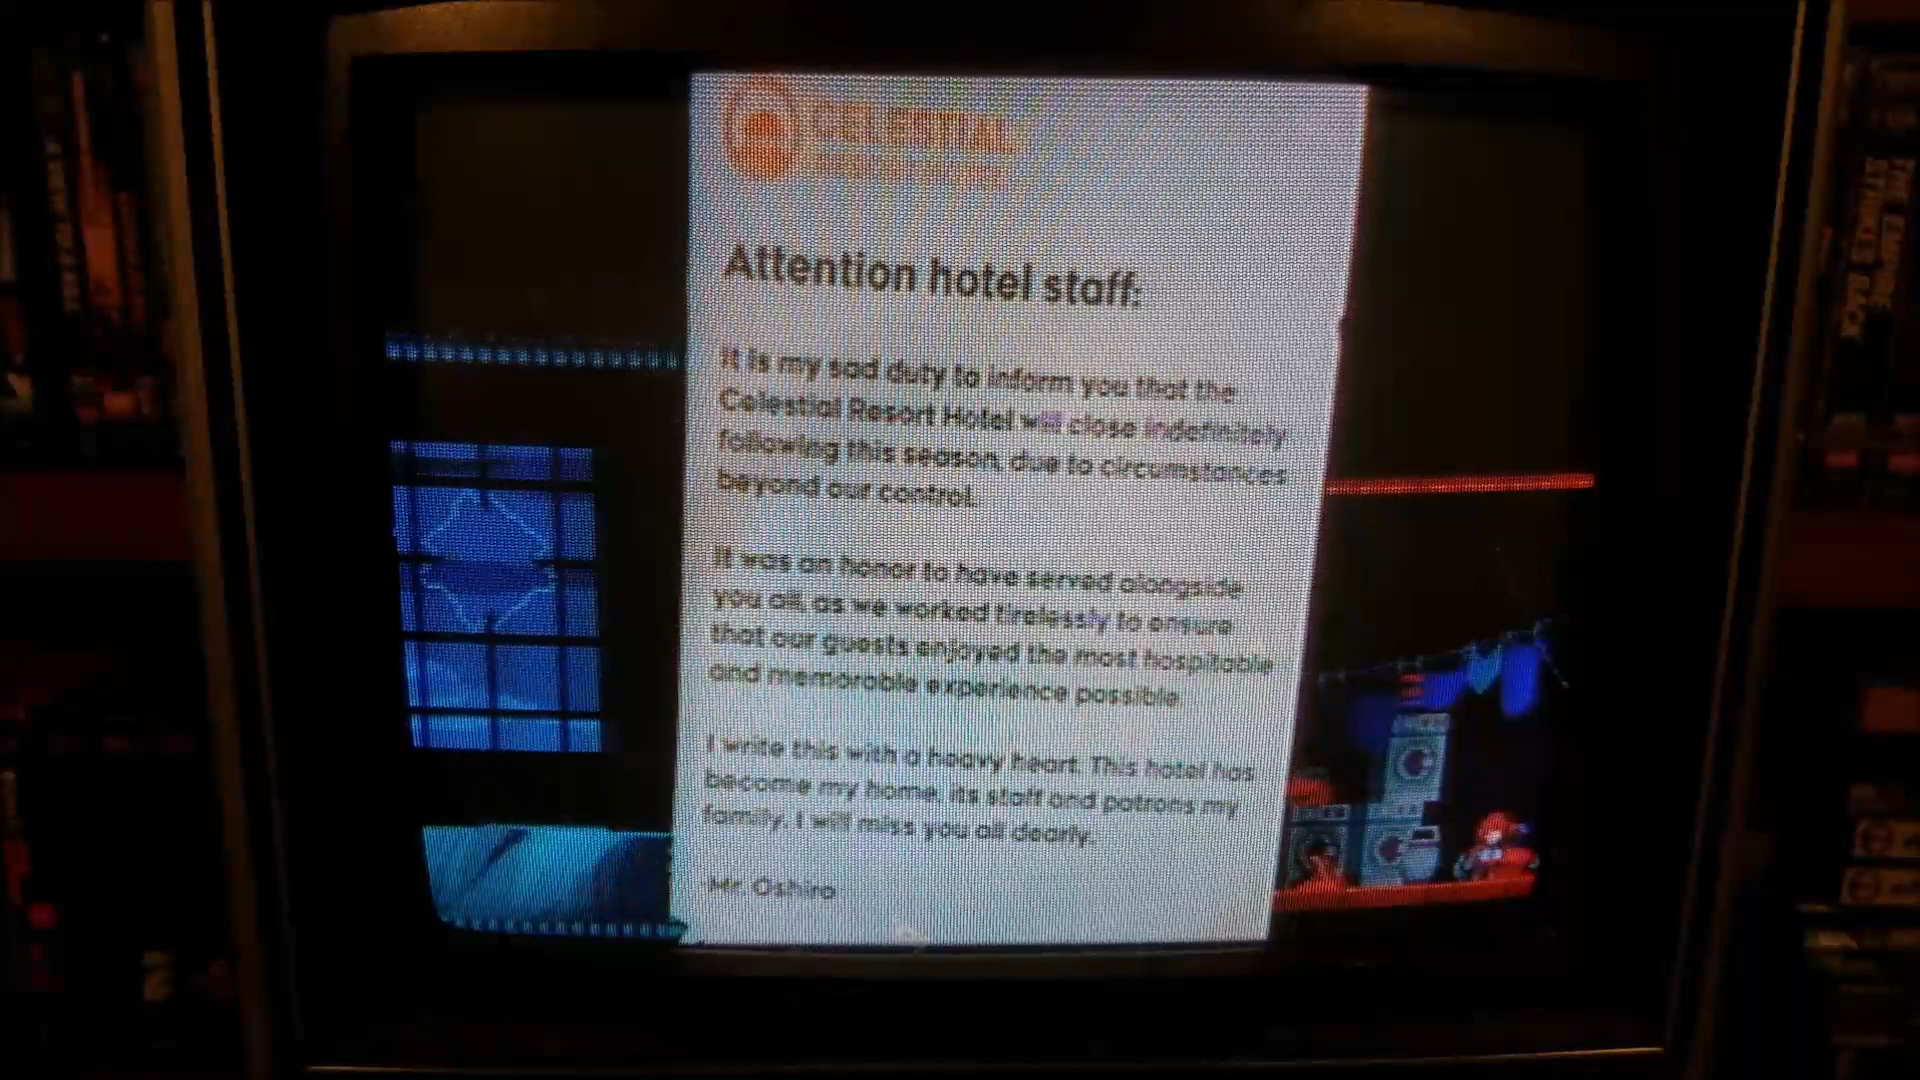 CELESTIAL
Attention hotel staff:
It is my sad duty to inform you that the
Celestial Resort Hotel will close indefinitely
following this season, due to circumstances
beyond our control.
It was an honor to have served alongside
you all, as we worked tirelessly to ensure
that our guests enjoyed the most hospitable
and memorable experience possible.
I write this with a heavy heart. This hotel has
become my home, its staff and patrons my
family. I will miss you all dearly.
-Mr. Oshiro
THE EMPIRE
STRIKES BACK